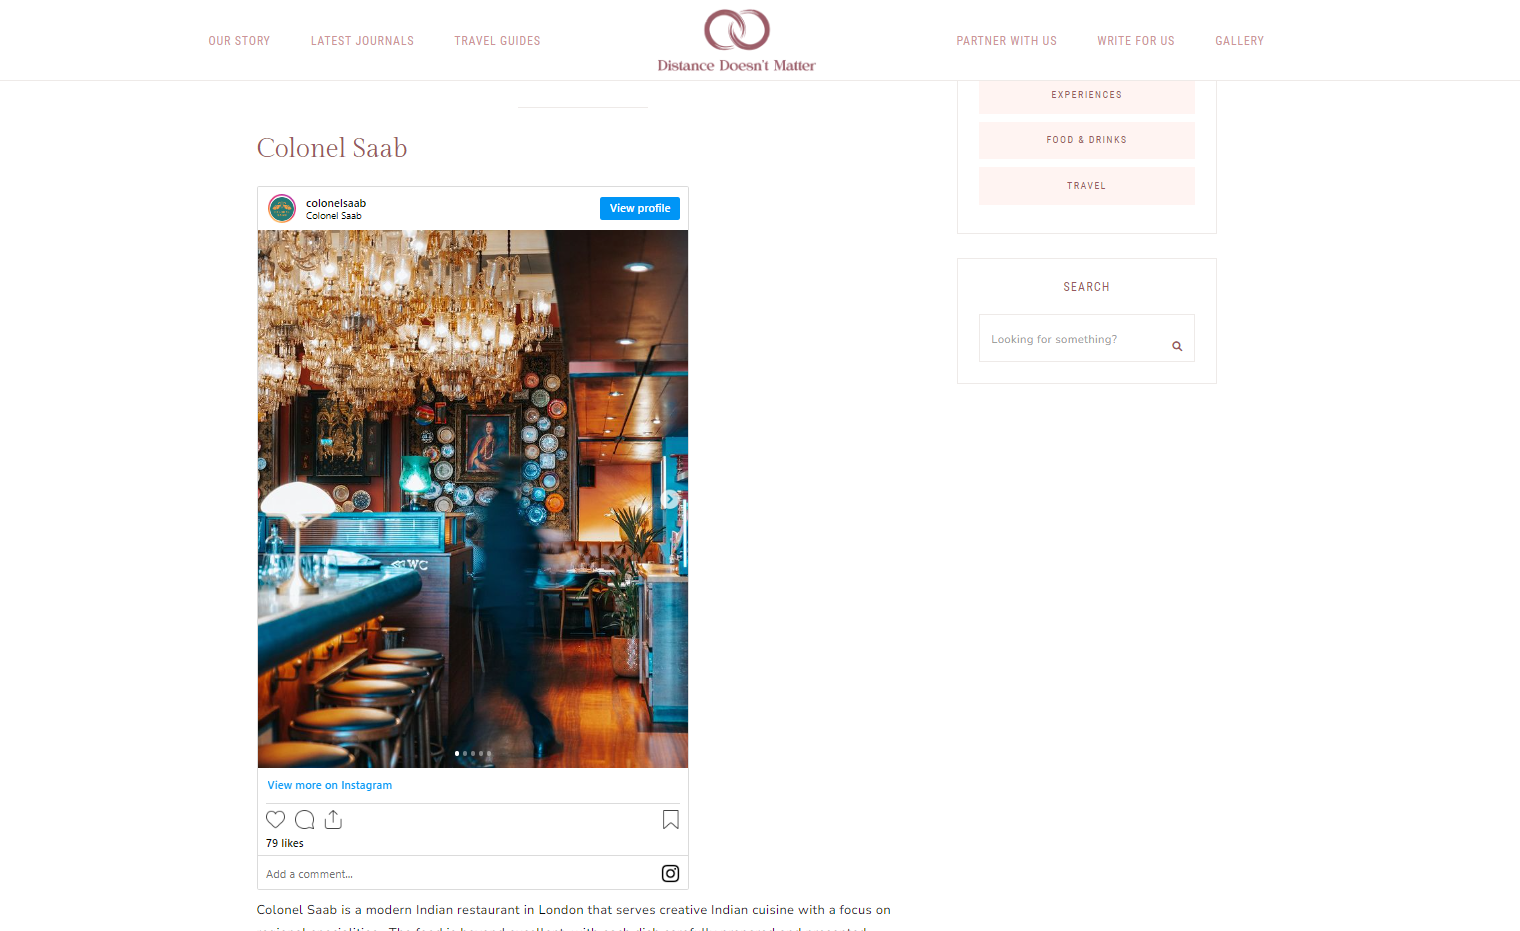 OUR STORY
LATEST JOURNALS
TRAVEL GUIDES
Distance Doesn't Matter
PARTNER WITH US
WRITE FOR US
GALLERY
EXPERIENCES
FOOD & DRINKS
TRAVEL
SEARCH
Looking for something?
Colonel Saab
colonelsaab
Colonel Saab
View profile
WC
View more on Instagram
79 likes
Add a comment...
Colonel Saab is a modern Indian restaurant in London that serves creative Indian cuisine with a focus on